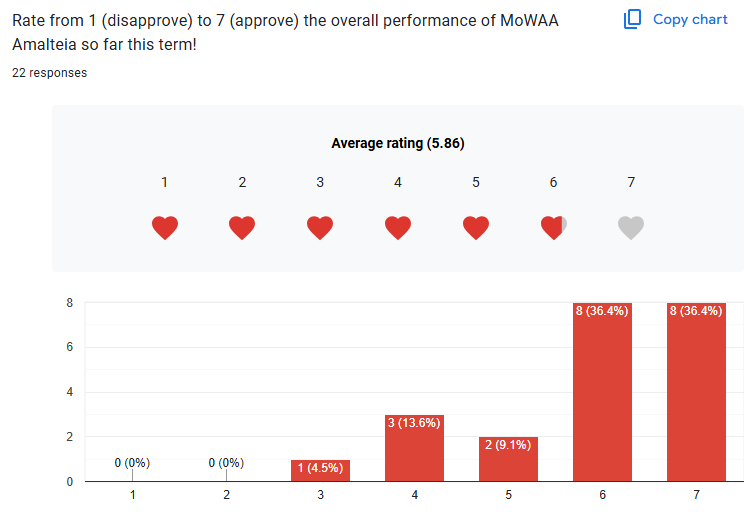 Rate from 1 (disapprove) to 7 (approve) the overall performance of MoWAA
Amalteia so far this term!
Copy chart
22 responses
Average rating (5.86)
1 2 3 4 5 6 7
8
6
4
2
0
0 (0%) 0 (0%) 1 (4.5%) 3 (13.6%) 2 (9.1%) 8 (36.4%) 8 (36.4%)
1 2 3 4 5 6 7